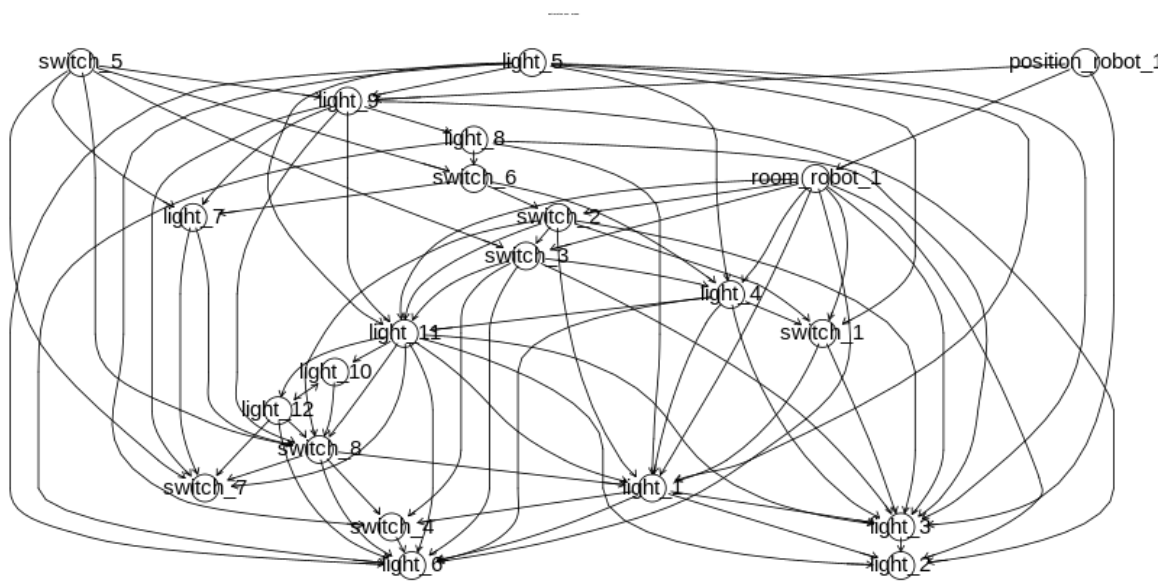 switch_5 light_5 position_robot_1
light_9
light_8
switch_6 room_robot_1
light_7 switch_2
switch_3
light_4
light_11 switch_1
light_10
light_12
switch_8
switch_7 light_1
switch_4 light_3
light_6 light_2